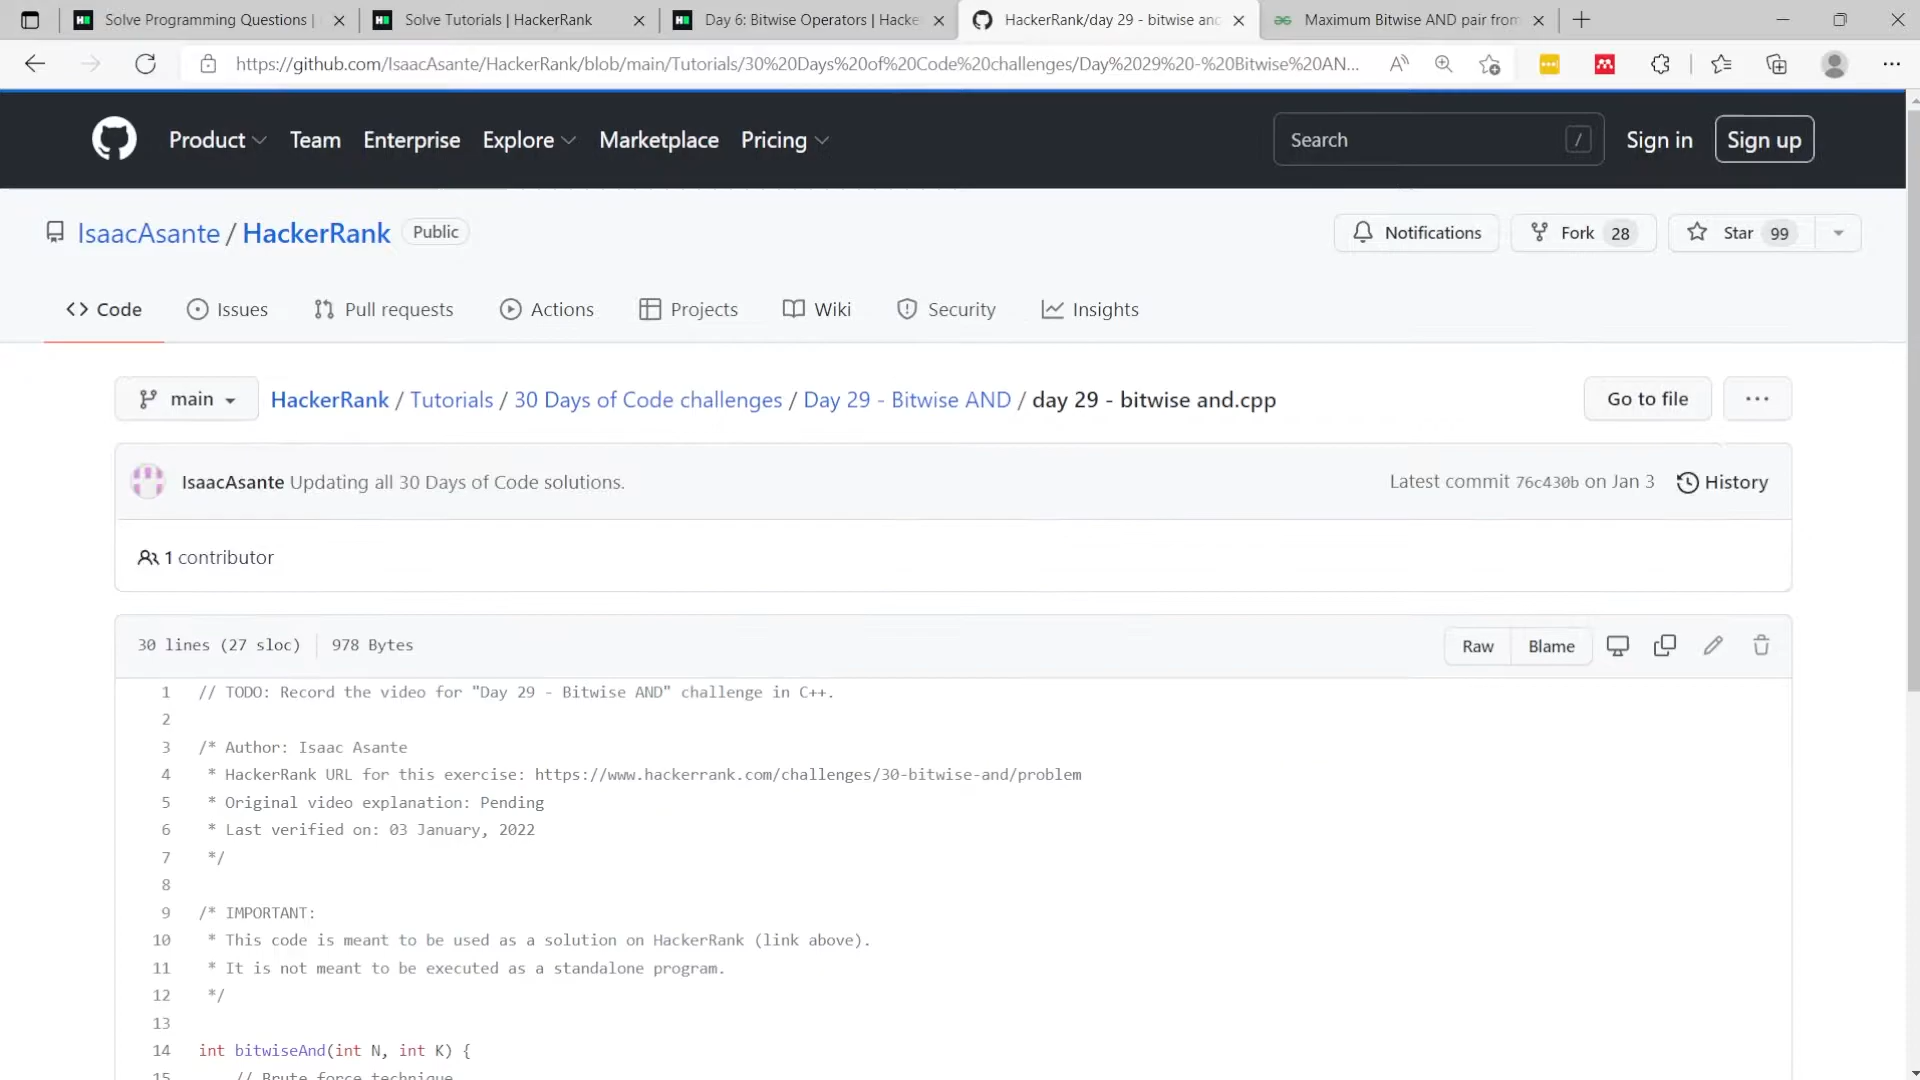 Solve Programming Questions |
Solve Tutorials | HackerRank
Day 6: Bitwise Operators | Hacke
HackerRank/day 29 - bitwise and
Maximum Bitwise AND pair from
https://github.com/IsaacAsante/HackerRank/blob/main/Tutorials/30%20Days%20of%20Code%20challenges/Day%2029%20-%20Bitwise%20AN...
Product Team Enterprise Explore Marketplace Pricing
Search /
Sign in
Sign up
IsaacAsante / HackerRank Public
Notifications
Fork 28
Star 99
Code Issues Pull requests Actions Projects Wiki Security Insights
main
HackerRank / Tutorials / 30 Days of Code challenges / Day 29 - Bitwise AND / day 29 - bitwise and.cpp
Go to file
...
IsaacAsante Updating all 30 Days of Code solutions.
Latest commit 76c430b on Jan 3
History
1 contributor
30 lines (27 sloc) 978 Bytes
Raw Blame
1 // TODO: Record the video for "Day 29 - Bitwise AND" challenge in C++.
2
3 /* Author: Isaac Asante
4 * HackerRank URL for this exercise: https://www.hackerrank.com/challenges/30-bitwise-and/problem
5 * Original video explanation: Pending
6 * Last verified on: 03 January, 2022
7 */
8
9 /* IMPORTANT:
10 * This code is meant to be used as a solution on HackerRank (link above).
11 * It is not meant to be executed as a standalone program.
12 */
13
14 int bitwiseAnd(int N, int K) {
15 // Brute force technique